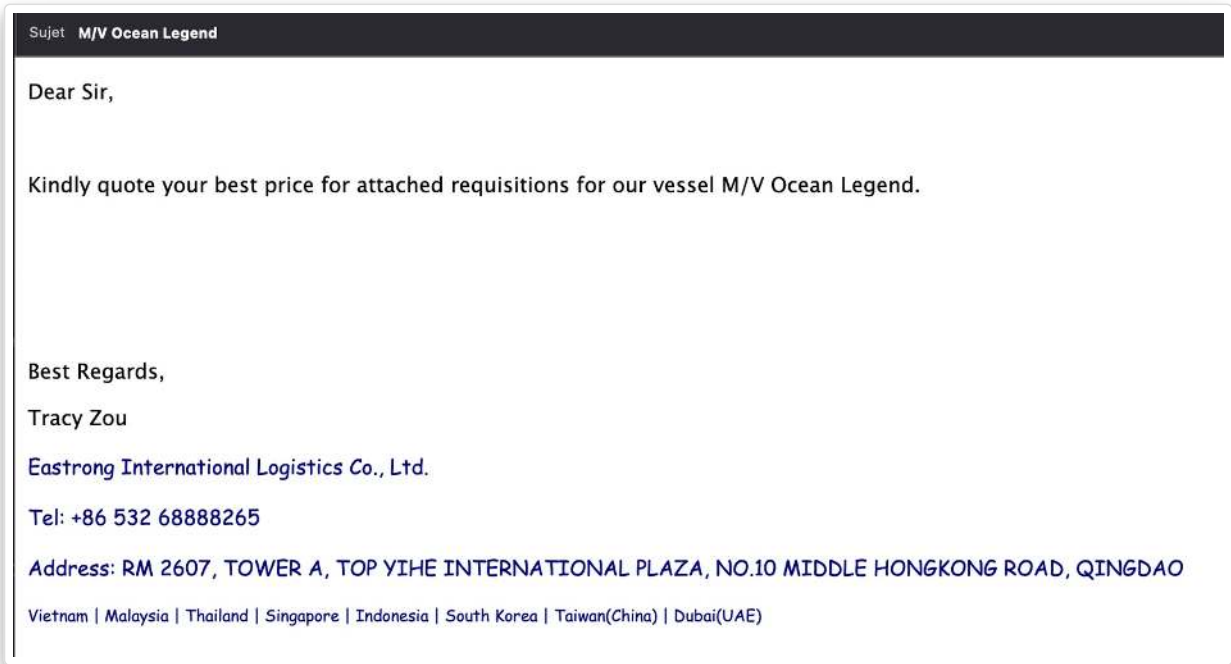 Sujet M/V Ocean Legend
Dear Sir,
Kindly quote your best price for attached requisitions for our vessel M/V Ocean Legend.
Best Regards,
Tracy Zou
Eastrong International Logistics Co., Ltd.
Tel: +86 532 68888265
Address: RM 2607, TOWER A, TOP YIHE INTERNATIONAL PLAZA, NO.10 MIDDLE HONGKONG ROAD, QINGDAO
Vietnam | Malaysia | Thailand | Singapore | Indonesia | South Korea | Taiwan(China) | Dubai(UAE)